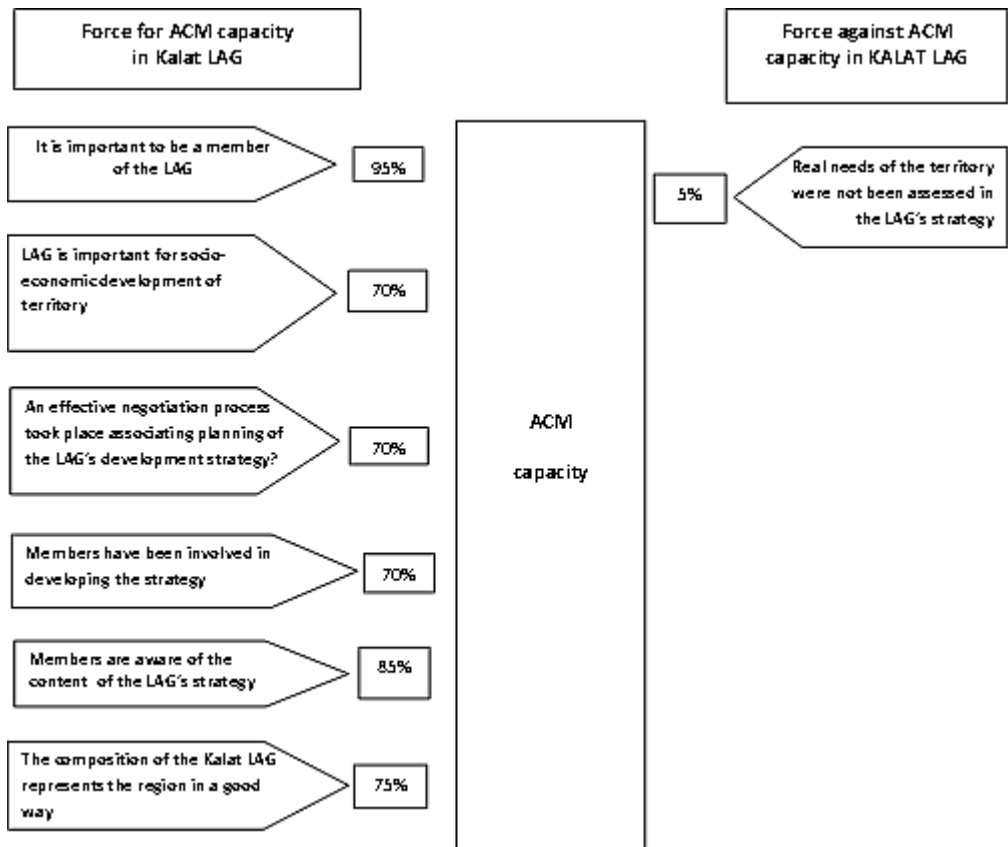 Force for ACM capacity
in Kalat LAG
Force against ACM
capacity in KALAT LAG
It is important to be a member
of the LAG
95%
5%
Real needs of the territory
were not been assessed in
the LAG's strategy
LAG is important for socio-
economic development of
territory
70%
An effective negotiation process
took place associating planning of
the LAG's development strategy?
70%
ACM
capacity
Members have been involved in
developing the strategy
70%
Members are aware of the
content of the LAG's strategy
85%
The composition of the Kalat LAG
represents the region in a good
way
75%